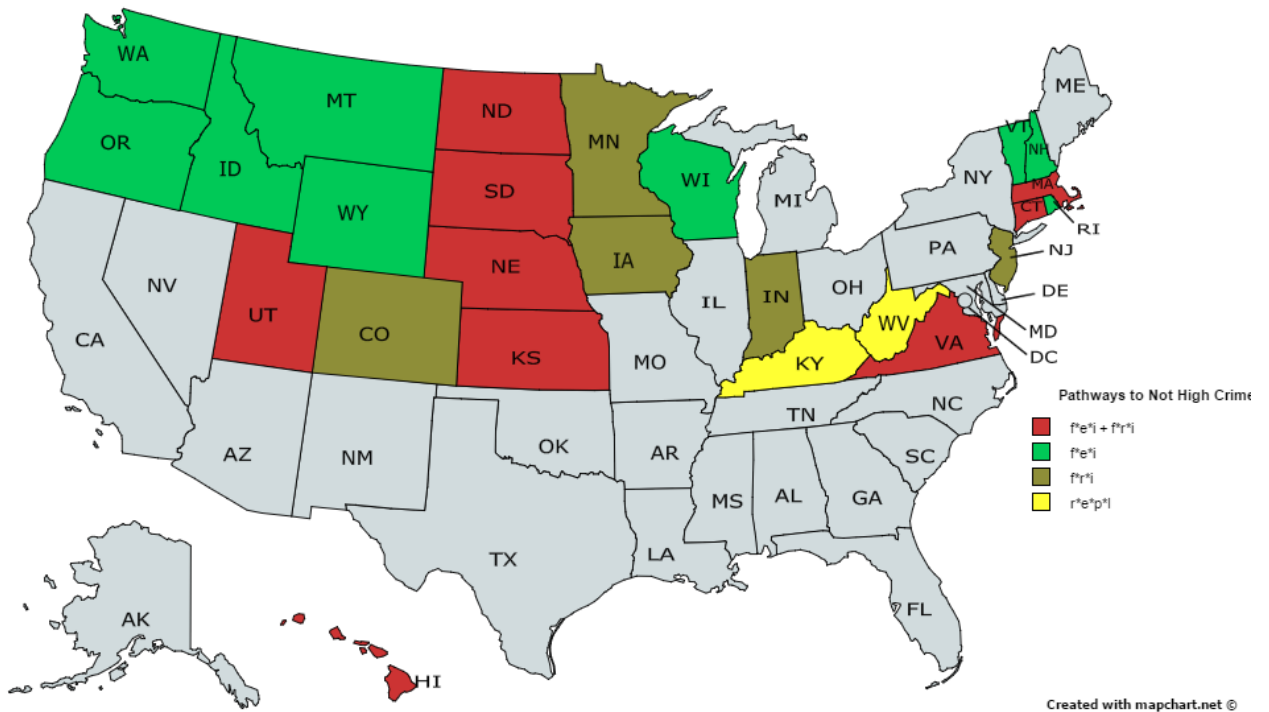 WA
MT
ND
MN
ME
OR
ID
SD
WI
VT
NH
MA
CT
RI
NY
MI
WY
NE
IA
PA
NJ
NV
UT
CO
KS
IL
IN
OH
DE
MD
DC
CA
MO
KY
WV
VA
AZ
NM
OK
AR
TN
NC
SC
MS
AL
GA
TX
LA
FL
AK
HI
Pathways to Not High Crime
f*e*i + f*r*i
f*e*i
f*r*i
r*e*p*l
Created with mapchart.net ©